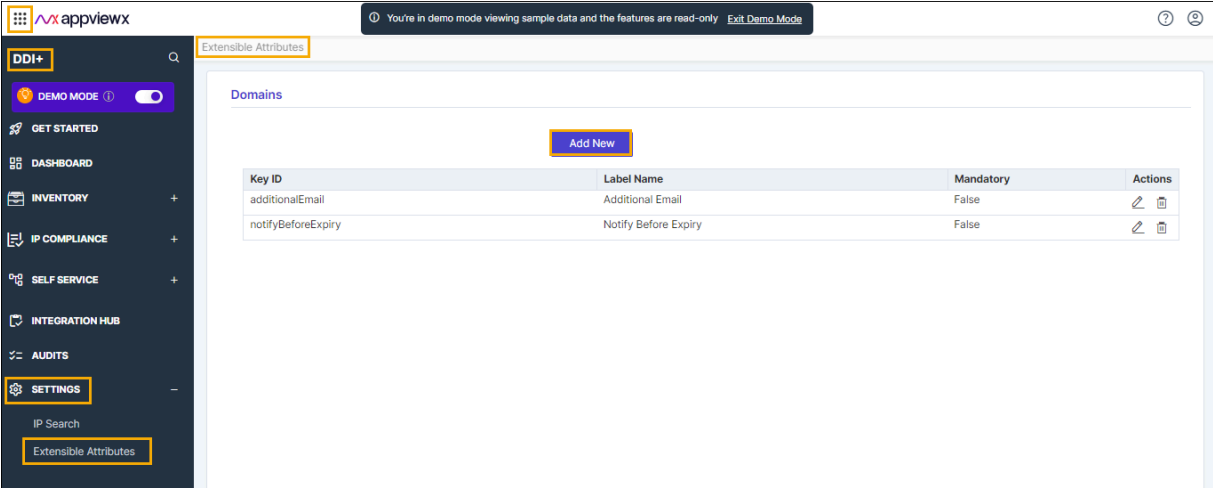 appviewx
You're in demo mode viewing sample data and the features are read-only Exit Demo Mode
DDI+
Extensible Attributes
DEMO MODE
GET STARTED
DASHBOARD
INVENTORY +
IP COMPLIANCE +
SELF SERVICE +
INTEGRATION HUB
AUDITS
SETTINGS −
IP Search
Extensible Attributes
Domains
Add New
Key ID Label Name Mandatory Actions
additionalEmail Additional Email False
notifyBeforeExpiry Notify Before Expiry False